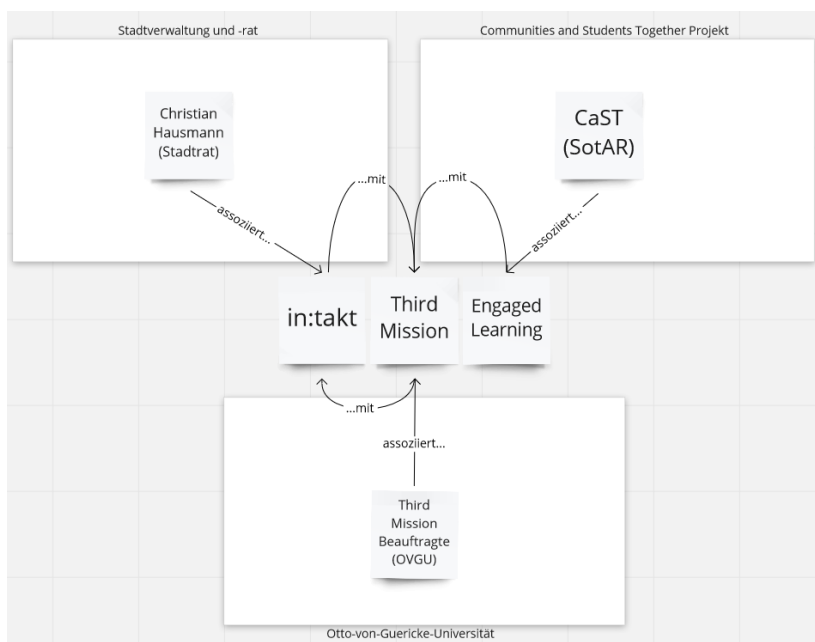 Stadtverwaltung und -rat
Communities and Students Together Projekt
Christian
Hausmann
(Stadtrat)
CaST
(SotAR)
...mit
...mit
assoziiert...
assoziiert...
in:takt
Third
Mission
Engaged
Learning
...mit
assoziiert...
Third
Mission
Beauftragte
(OVGU)
Otto-von-Guericke-Universität